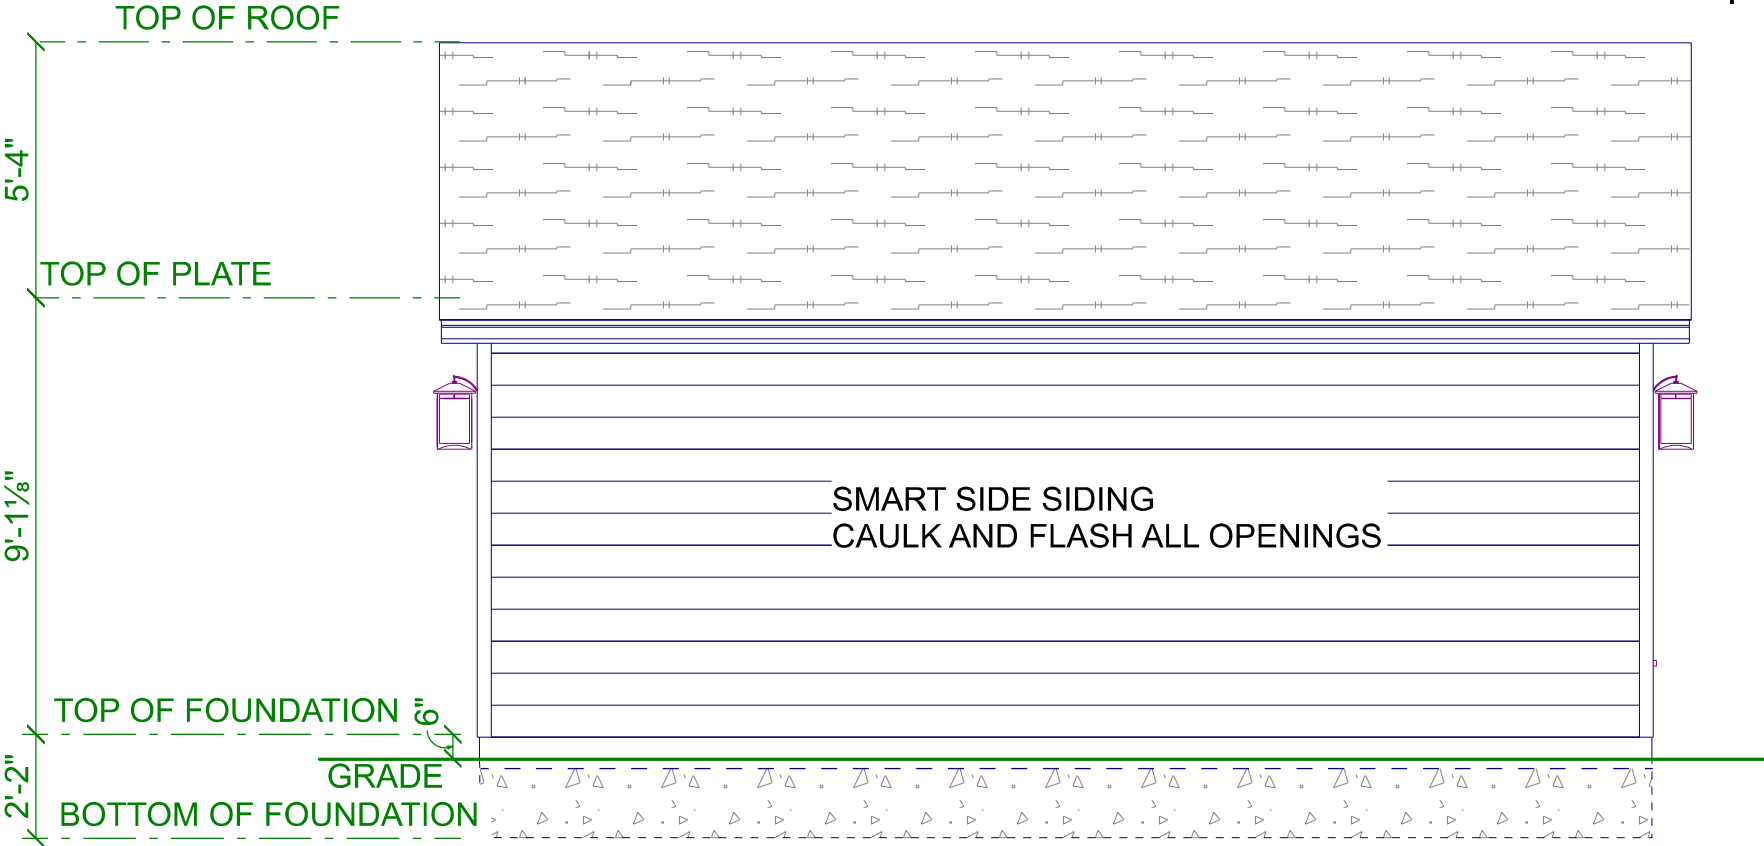 TOP OF ROOF
5'-4"
TOP OF PLATE
9'-1⅛"
SMART SIDE SIDING
CAULK AND FLASH ALL OPENINGS
TOP OF FOUNDATION
6"
GRADE
2'-2"
BOTTOM OF FOUNDATION